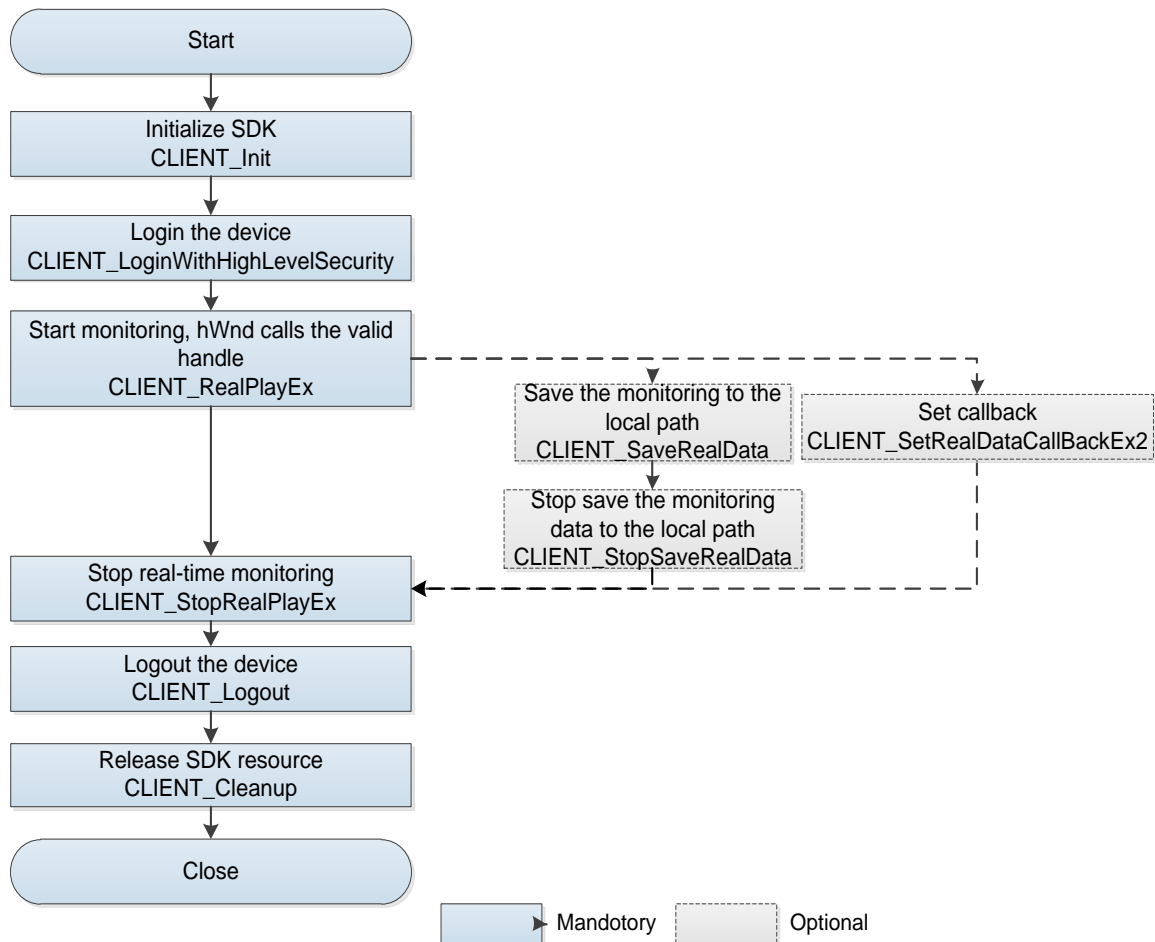 Start
Initialize SDK
CLIENT_Init
Login the device
CLIENT_LoginWithHighLevelSecurity
Start monitoring, hWnd calls the valid
handle
CLIENT_RealPlayEx
Save the monitoring to the
local path
CLIENT_SaveRealData
Set callback
CLIENT_SetRealDataCallBackEx2
Stop save the monitoring
data to the local path
CLIENT_StopSaveRealData
Stop real-time monitoring
CLIENT_StopRealPlayEx
Logout the device
CLIENT_Logout
Release SDK resource
CLIENT_Cleanup
Close
Mandotory
Optional